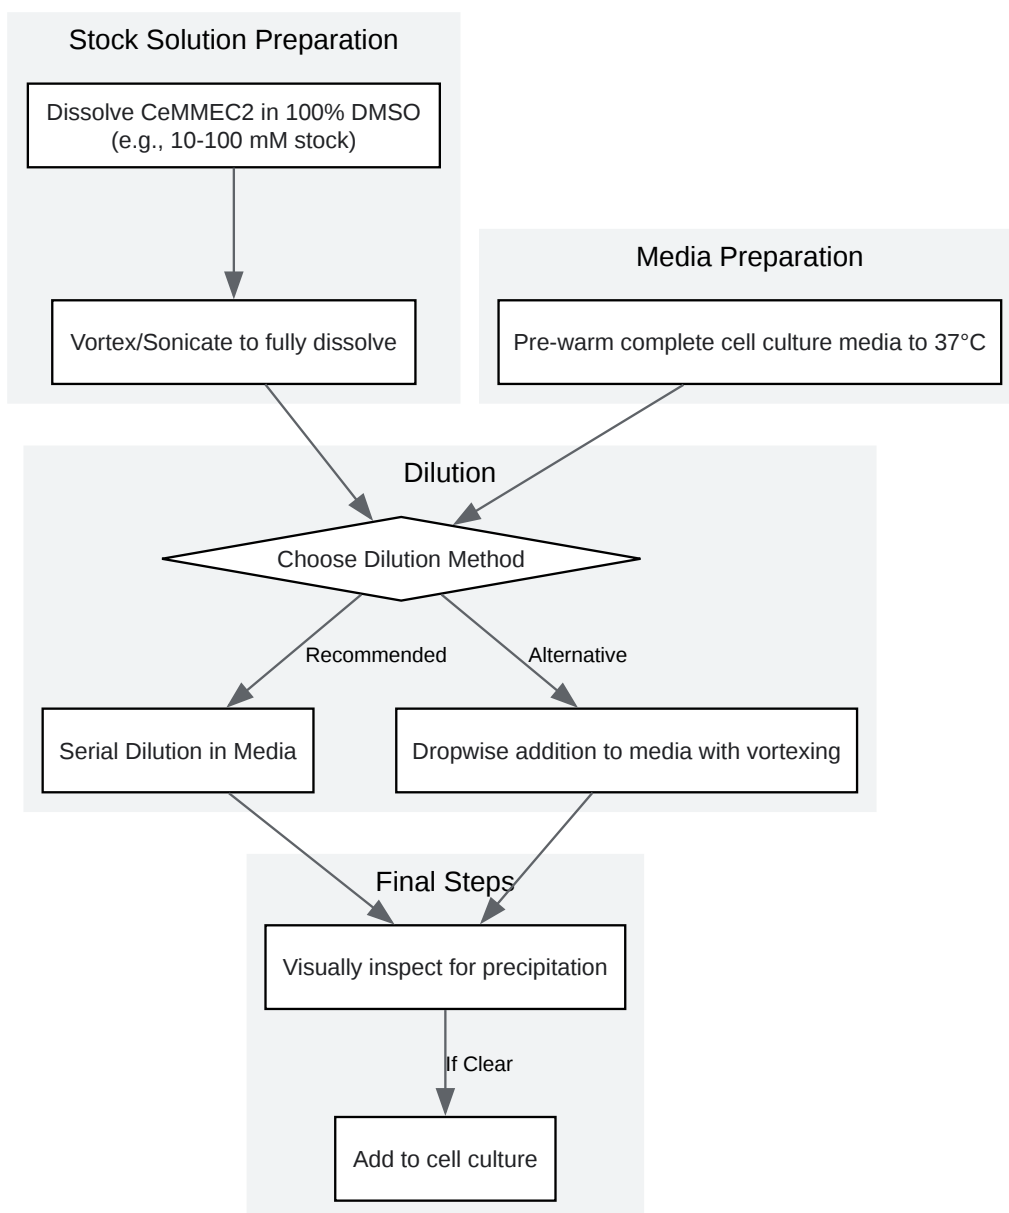 Stock Solution Preparation
Dissolve CeMMEC2 in 100% DMSO
(e.g., 10-100 mM stock)
Vortex/Sonicate to fully dissolve
Media Preparation
Pre-warm complete cell culture media to 37°C
Dilution
Choose Dilution Method
Recommended
Alternative
Serial Dilution in Media
Dropwise addition to media with vortexing
Final Steps
Visually inspect for precipitation
If Clear
Add to cell culture